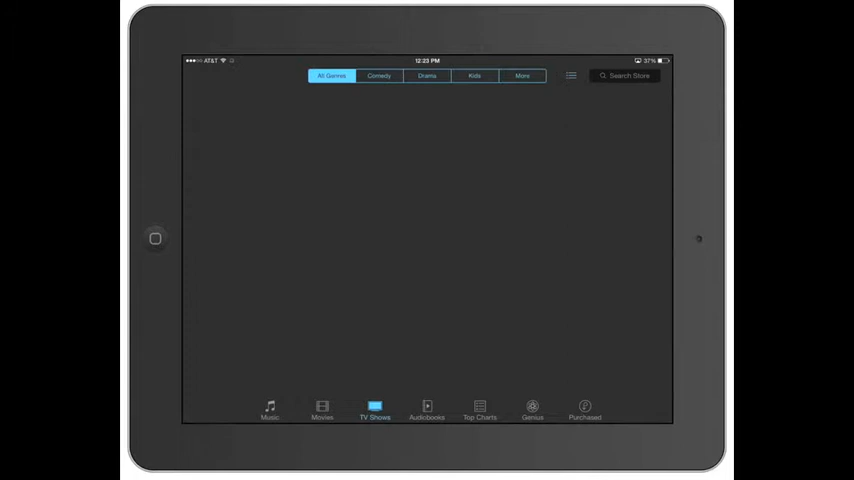 AT&T 12:23 PM 37%
All Genres Comedy Drama Kids More Search Store
Music Movies TV Shows Audiobooks Top Charts Genius Purchased